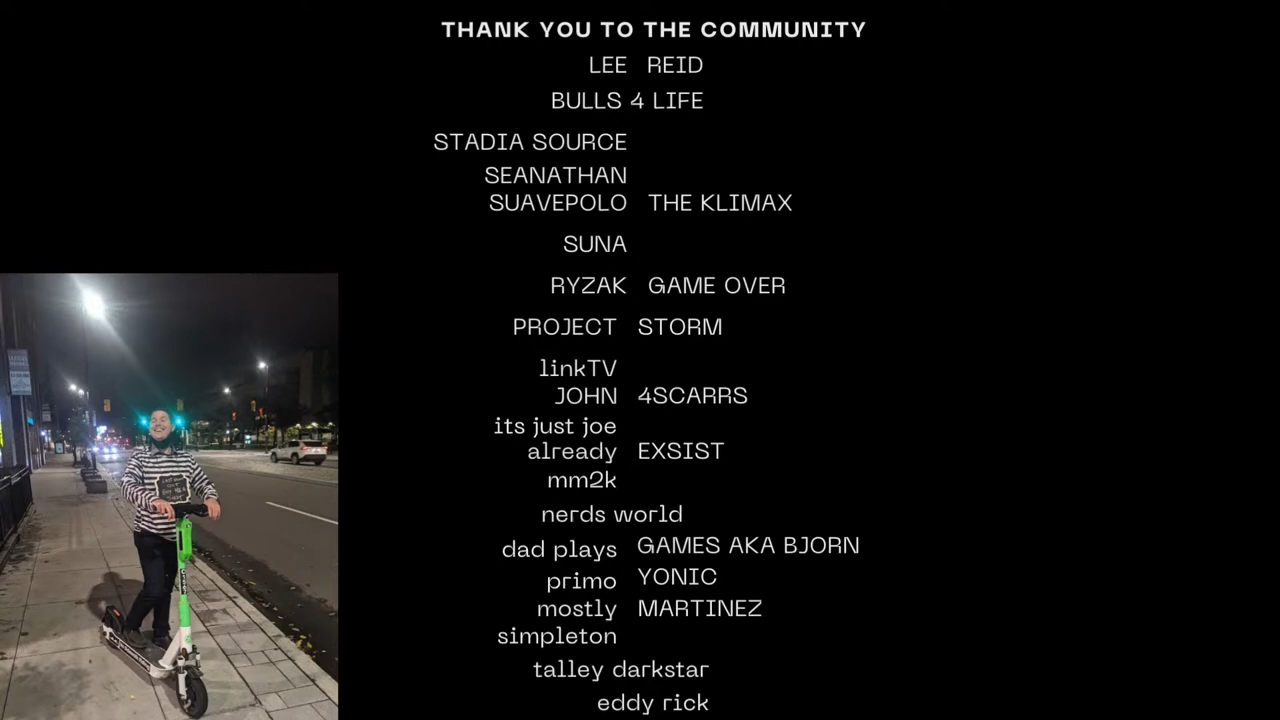 THANK YOU TO THE COMMUNITY
LEE REID
BULLS 4 LIFE
STADIA SOURCE
SEANATHAN
SUAVEPOLO THE KLIMAX
SUNA
RYZAK GAME OVER
PROJECT STORM
linkTV
JOHN 4SCARRS
its just joe
already EXSIST
mm2k
nerds world
dad plays GAMES AKA BJORN
primo YONIC
mostly MARTINEZ
simpleton
talley darkstar
eddy rick